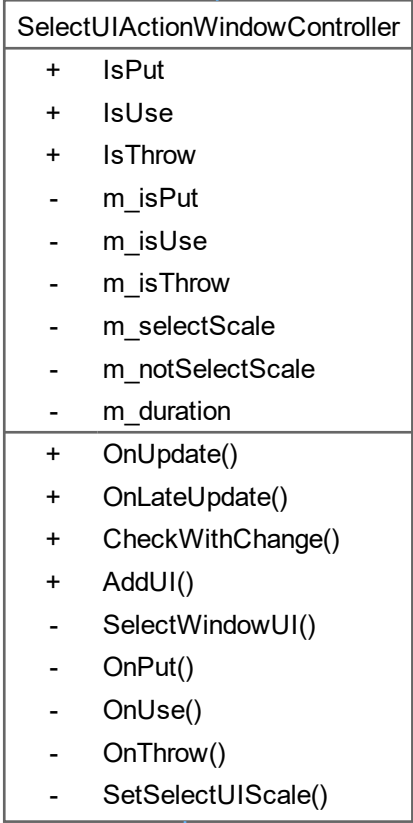 SelectUIActionWindowController
+ IsPut
+ IsUse
+ IsThrow
- m_isPut
- m_isUse
- m_isThrow
- m_selectScale
- m_notSelectScale
- m_duration
+ OnUpdate()
+ OnLateUpdate()
+ CheckWithChange()
+ AddUI()
- SelectWindowUI()
- OnPut()
- OnUse()
- OnThrow()
- SetSelectUIScale()